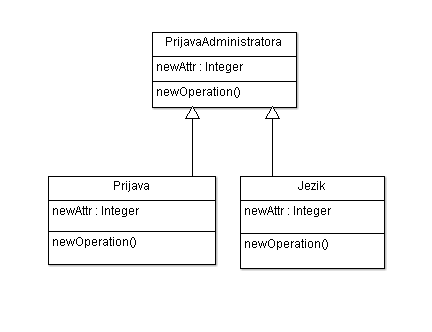 PrijavaAdministratora
newAttr : Integer
newOperation()
Prijava
newAttr : Integer
newOperation()
Jezik
newAttr : Integer
newOperation()